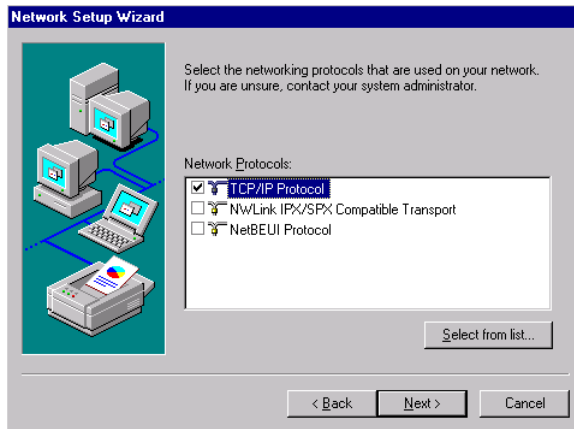 Network Setup Wizard
Select the networking protocols that are used on your network.
If you are unsure, contact your system administrator.
Network Protocols:
TCP/IP Protocol
NWLink IPX/SPX Compatible Transport
NetBEUI Protocol
Select from list...
< Back
Next >
Cancel